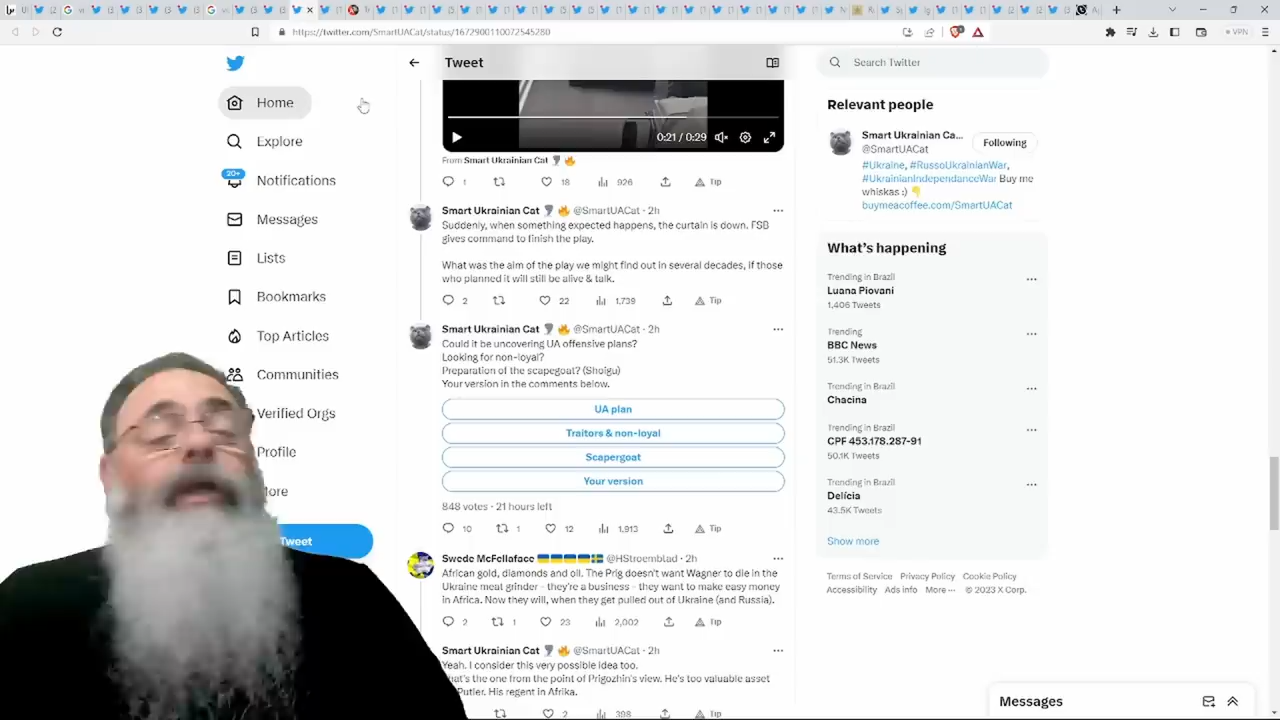 https://twitter.com/SmartUACat/status/1672900110072545280
VPN
Home
Explore
20+
Notifications
Messages
Lists
Bookmarks
Top Articles
Communities
Verified Orgs
Profile
Tweet
Tweet
0:21 / 0:29
From Smart Ukrainian Cat
1 18 926 Tip
Smart Ukrainian Cat @SmartUACat · 2h
Suddenly, when something expected happens, the curtain is down. FSB
gives command to finish the play.
What was the aim of the play we might find out in several decades, if those
who planned it will still be alive & talk.
2 22 1,739 Tip
Smart Ukrainian Cat @SmartUACat · 2h
Could it be uncovering UA offensive plans?
Looking for non-loyal?
Preparation of the scapegoat? (Shoigu)
Your version in the comments below.
UA plan
Traitors & non-loyal
Scapergoat
Your version
848 votes · 21 hours left
10 1 12 1,913 Tip
Swede McFellaface @HStroemblad · 2h
African gold, diamonds and oil. The Prig doesn't want Wagner to die in the
Ukraine meat grinder - they're a business - they want to make easy money
in Africa. Now they will, when they get pulled out of Ukraine (and Russia).
2 1 23 2,002 Tip
Smart Ukrainian Cat @SmartUACat · 2h
Yeah. I consider this very possible idea too.
hat's the one from the point of Prigozhin's view. He's too valuable asset
Putler. His regent in Afrika.
2 398 Tip
Search Twitter
Relevant people
Smart Ukrainian Ca...
@SmartUACat
Following
#Ukraine, #RussoUkrainianWar,
#UkrainianIndependanceWar Buy me
whiskas :)
buymeacoffee.com/SmartUACat
What's happening
Trending in Brazil
Luana Piovani
1,406 Tweets
Trending
BBC News
51.3K Tweets
Trending in Brazil
Chacina
Trending in Brazil
CPF 453.178.287-91
50.1K Tweets
Trending in Brazil
Delícia
43.5K Tweets
Show more
Terms of Service Privacy Policy Cookie Policy
Accessibility Ads info More ··· © 2023 X Corp.
Messages